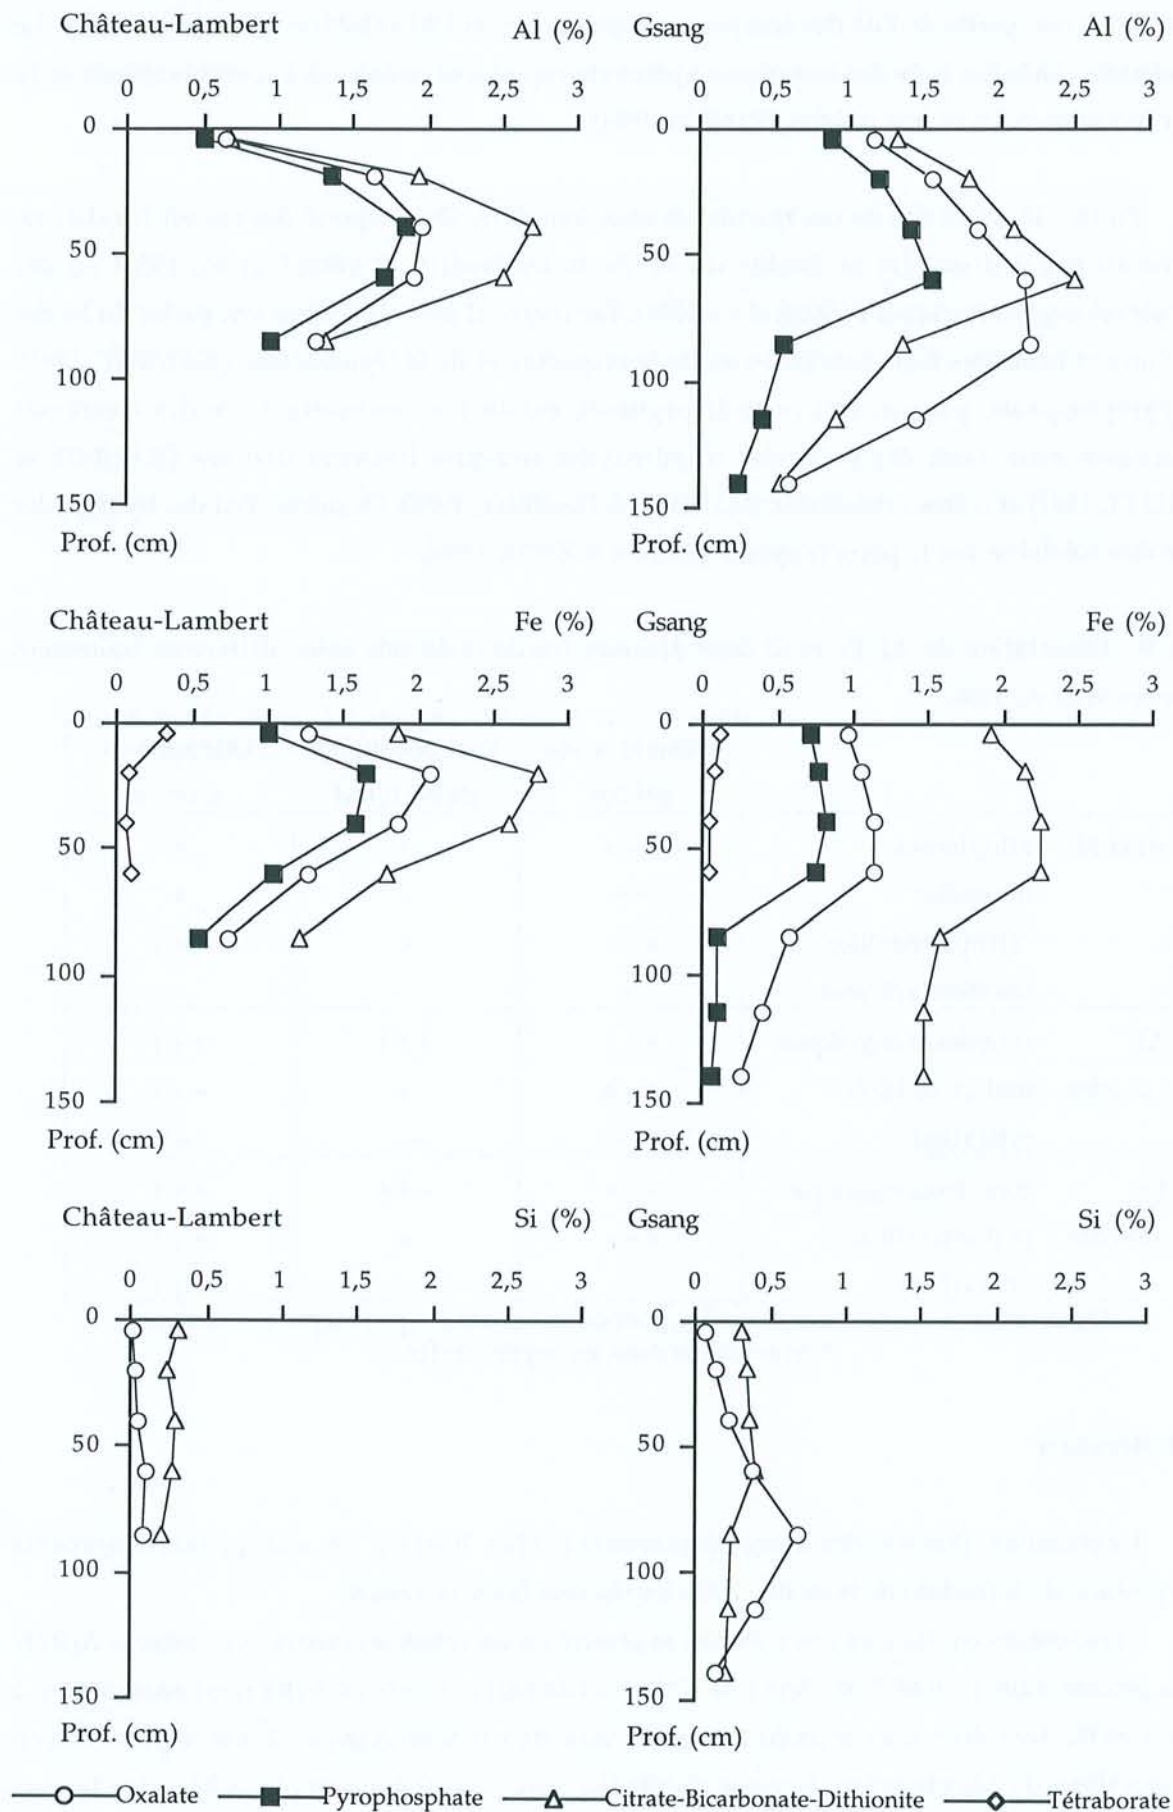 Château-Lambert Al (%)
0 0,5 1 1,5 2 2,5 3
0
50
100
150
Prof. (cm)
Gsang Al (%)
0 0,5 1 1,5 2 2,5 3
0
50
100
150
Prof. (cm)
Château-Lambert Fe (%)
0 0,5 1 1,5 2 2,5 3
0
50
100
150
Prof. (cm)
Gsang Fe (%)
0 0,5 1 1,5 2 2,5 3
0
50
100
150
Prof. (cm)
Château-Lambert Si (%)
0 0,5 1 1,5 2 2,5 3
0
50
100
150
Prof. (cm)
Gsang Si (%)
0 0,5 1 1,5 2 2,5 3
0
50
100
150
Prof. (cm)
Oxalate Pyrophosphate Citrate-Bicarbonate-Dithionite Tétraborate